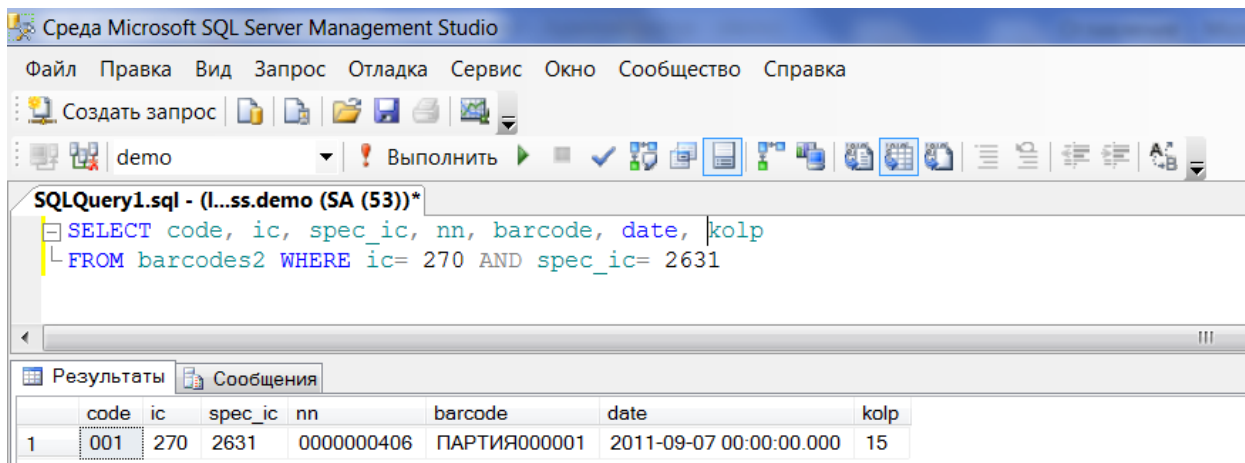 Среда Microsoft SQL Server Management Studio
Файл Правка Вид Запрос Отладка Сервис Окно Сообщество Справка
Создать запрос
demo Выполнить
SQLQuery1.sql - (l...ss.demo (SA (53))*
SELECT code, ic, spec_ic, nn, barcode, date, kolp
FROM barcodes2 WHERE ic= 270 AND spec_ic= 2631
Результаты Сообщения
code ic spec_ic nn barcode date kolp
1 001 270 2631 0000000406 ПАРТИЯ000001 2011-09-07 00:00:00.000 15